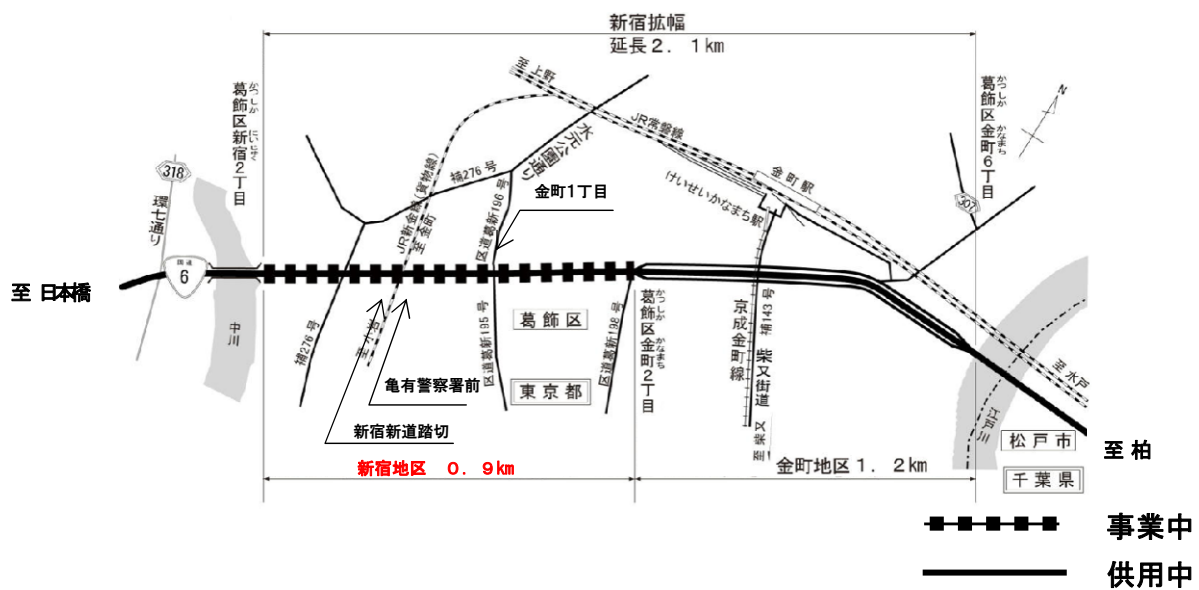 新宿拡幅
延長２．１km
至 上野
JR常磐線
かつしか にいじゅく
葛飾区新宿２丁目
かつしか かなまち
葛飾区金町６丁目
N
318
環七通り
水元公園通り
補276 号
金町駅
けいせいかなまち駅
307
JR新金線(貨物線)
至 金町
区道葛新196 号
金町１丁目
国道
6
至 日本橋
中川
補276 号
至 小岩
区道葛新195 号
葛 飾 区
区道葛新198 号
かつしか かなまち
葛飾区金町２丁目
京成金町線
至 柴又
柴又街道
補143 号
至 水戸
東 京 都
亀有警察署前
新宿新道踏切
江戸川
松 戸 市
至 柏
新宿地区 ０．９km
金町地区１．２km
千 葉 県
事業中
供用中